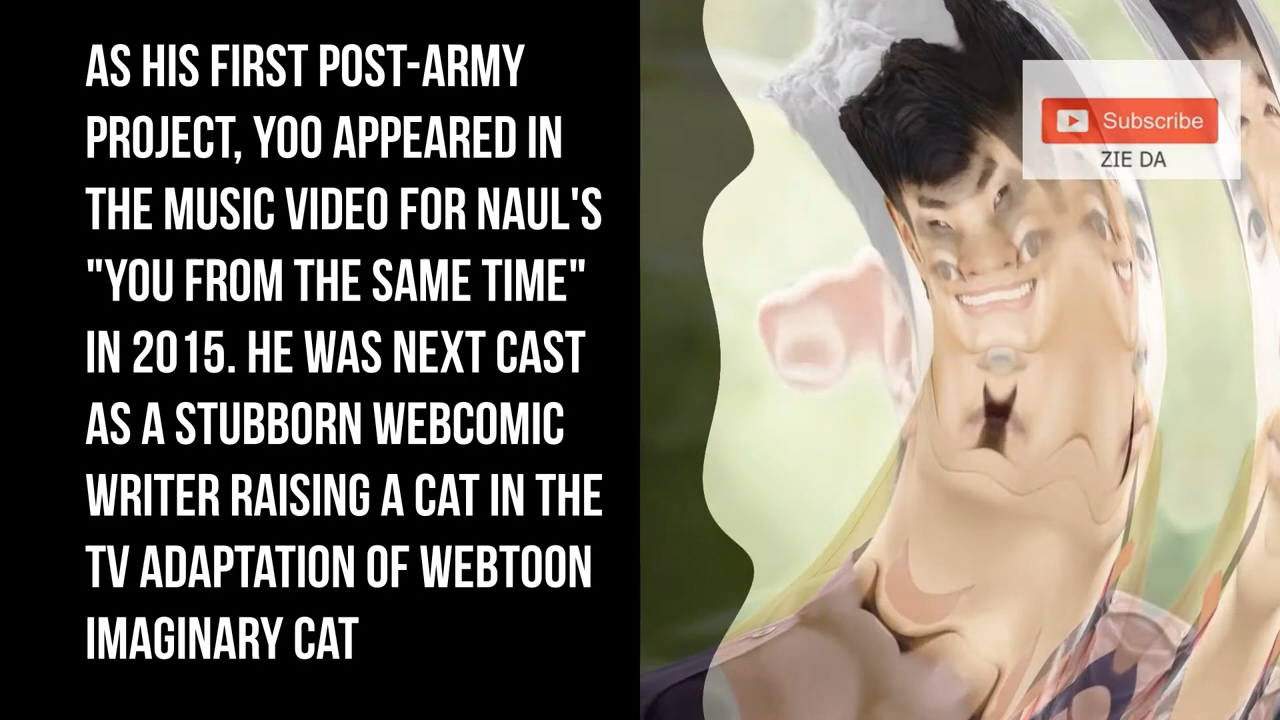 AS HIS FIRST POST-ARMY
PROJECT, YOO APPEARED IN
THE MUSIC VIDEO FOR NAUL'S
"YOU FROM THE SAME TIME"
IN 2015. HE WAS NEXT CAST
AS A STUBBORN WEBCOMIC
WRITER RAISING A CAT IN THE
TV ADAPTATION OF WEBTOON
IMAGINARY CAT
Subscribe
ZIE DA